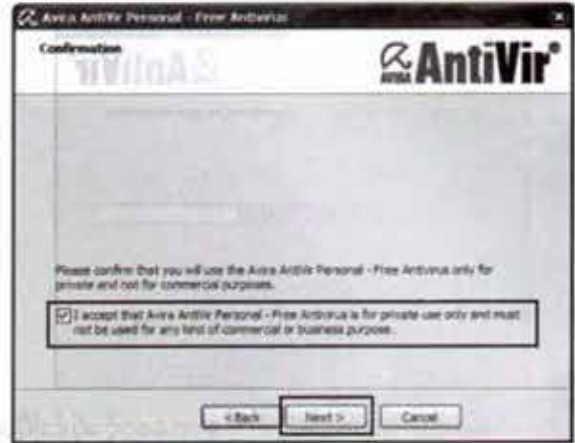 Avira AntiVir Personal - Free Antivirus
Confirmation
AVIRA AntiVir®
Please confirm that you will use the Avira AntiVir Personal - Free Antivirus only for
private and not for commercial purposes.
I accept that Avira AntiVir Personal - Free Antivirus is for private use only and must
not be used for any kind of commercial or business purpose.
< Back
Next >
Cancel